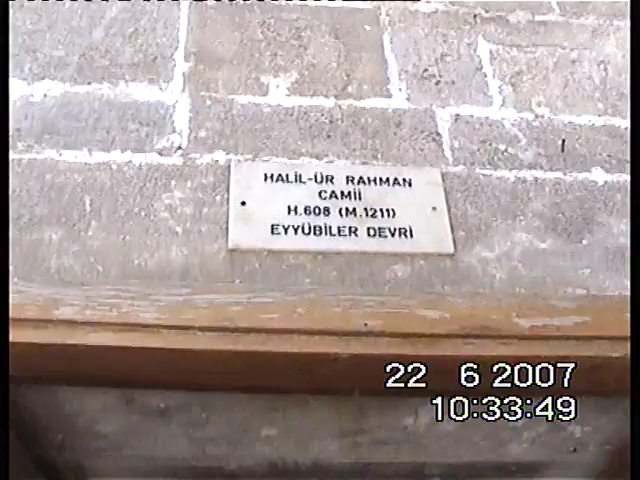 HALİL-ÜR RAHMAN
CAMİİ
H.608 (M.1211)
EYYÜBİLER DEVRİ
22 6 2007
10:33:49